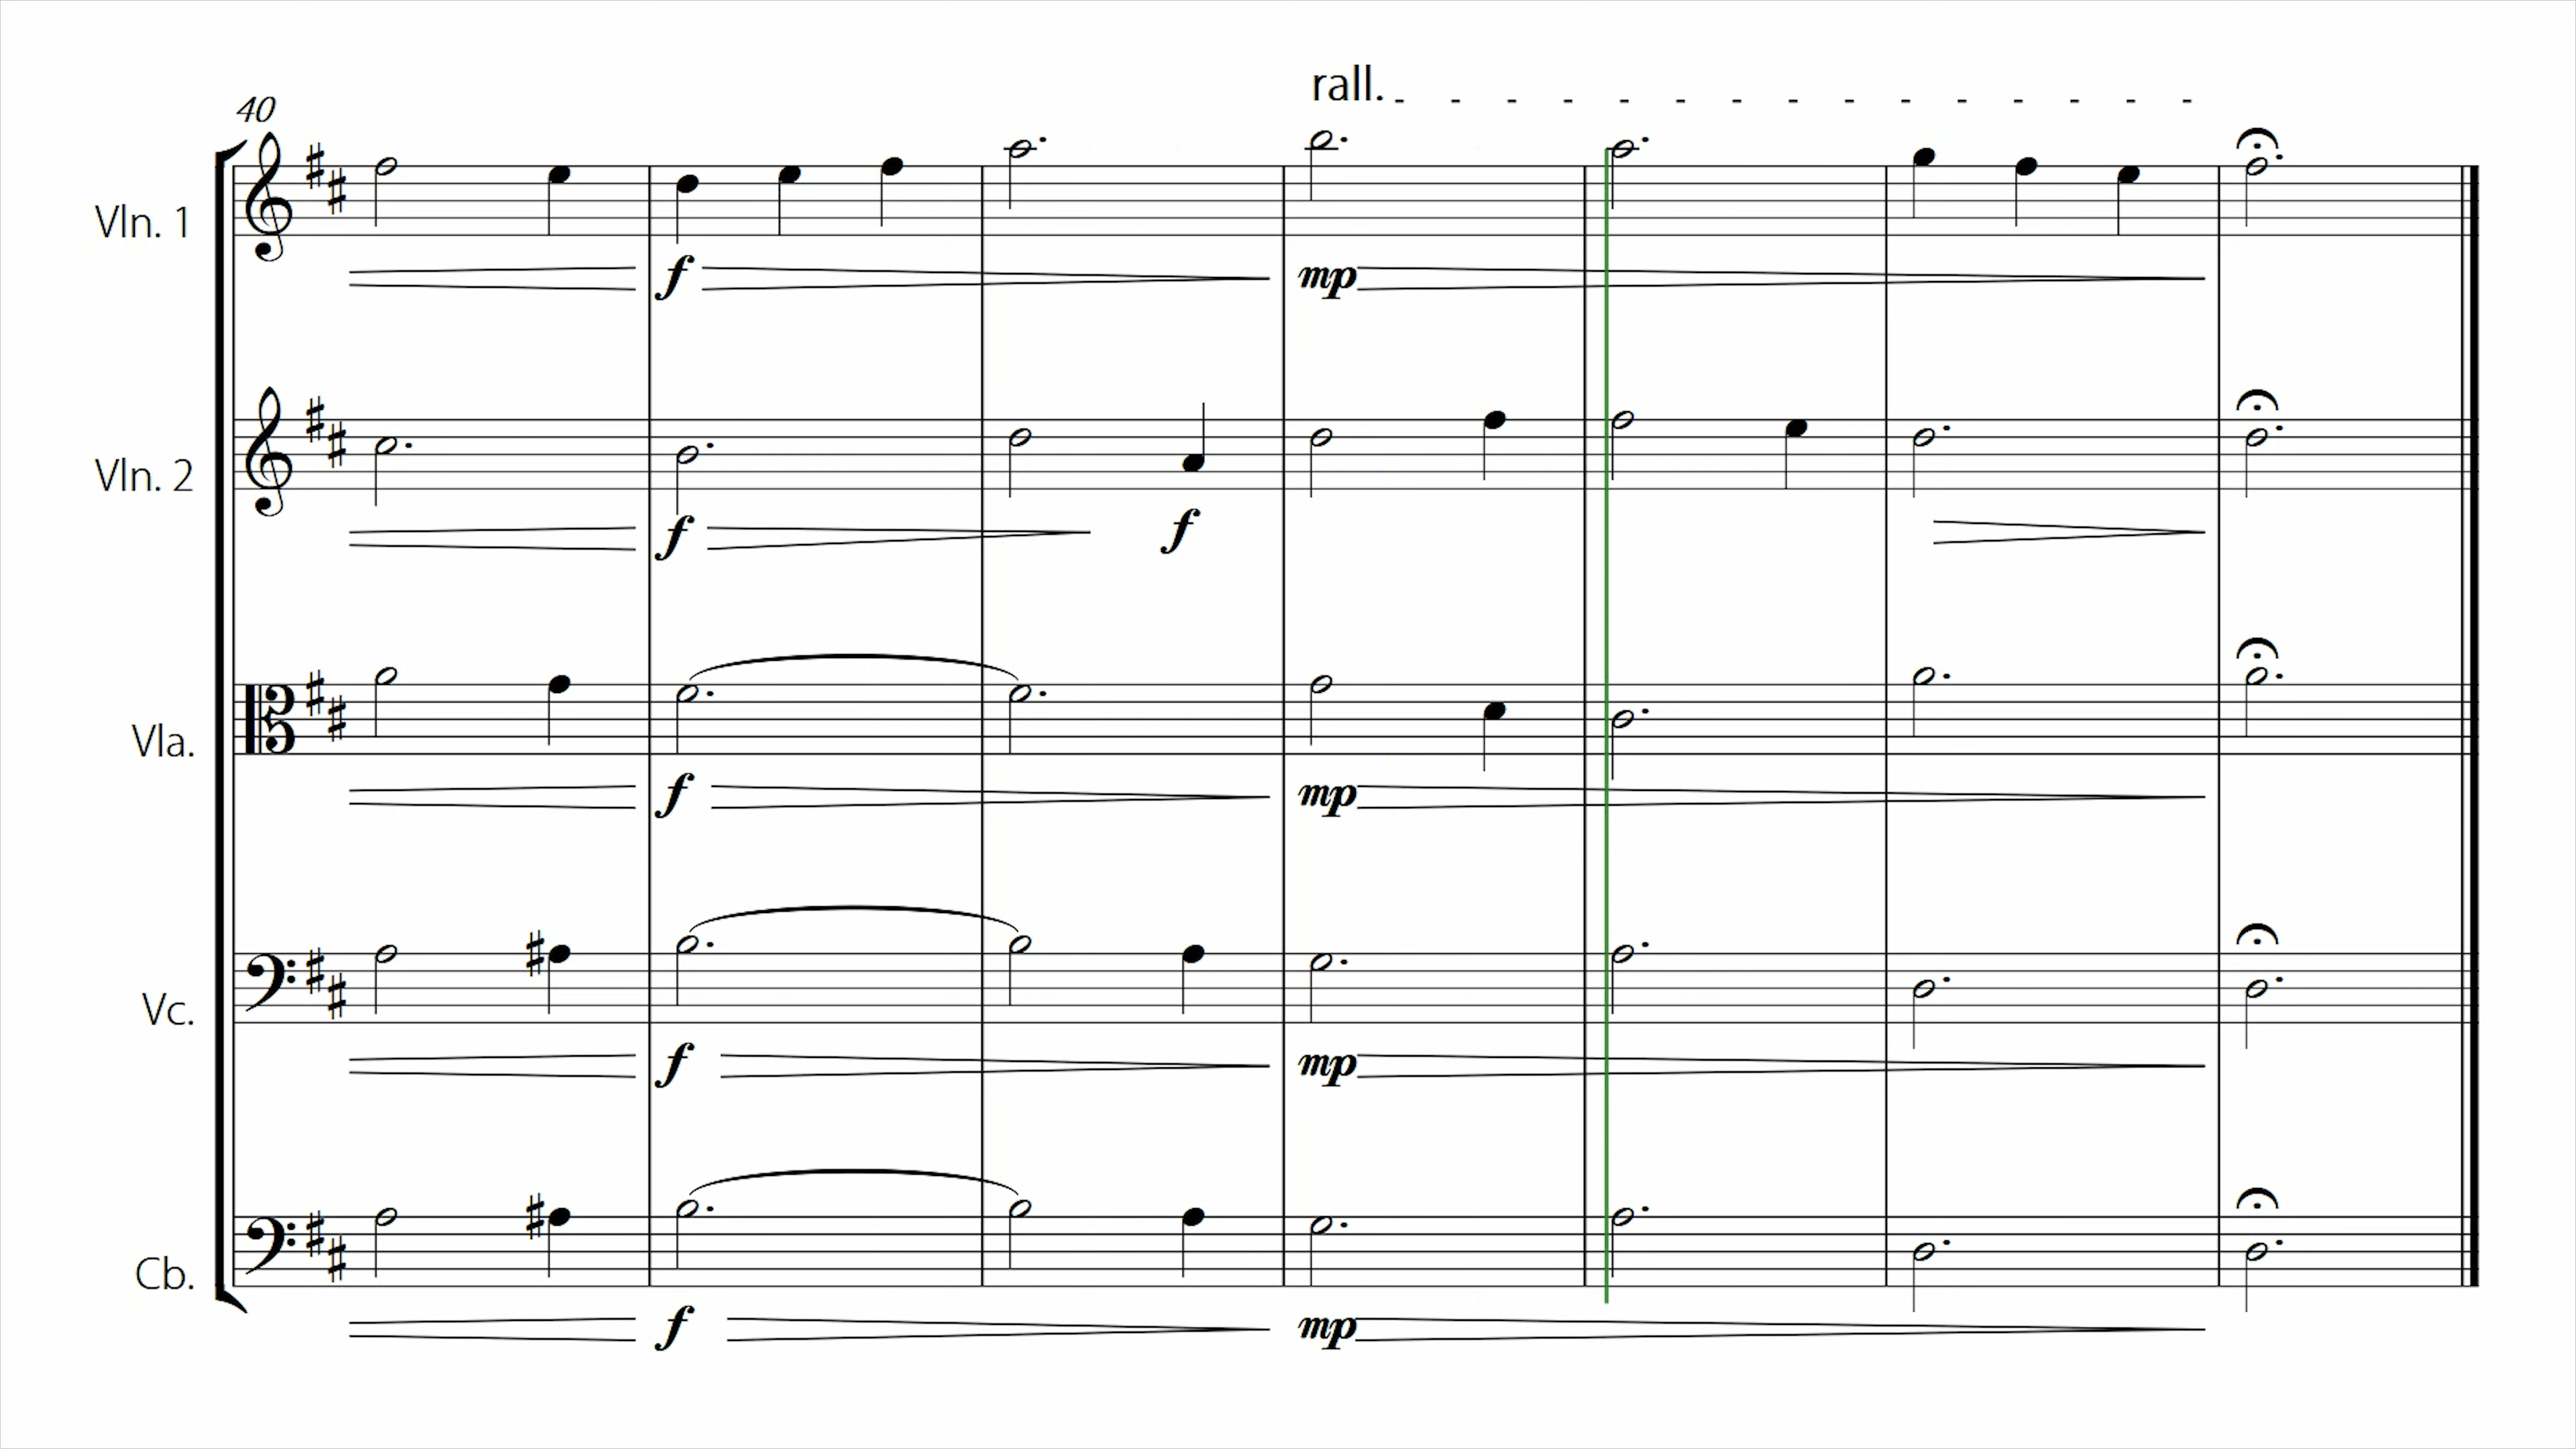 rall.
40
Vln. 1
f mp
Vln. 2
f f
Vla.
f mp
Vc.
f mp
Cb.
f mp